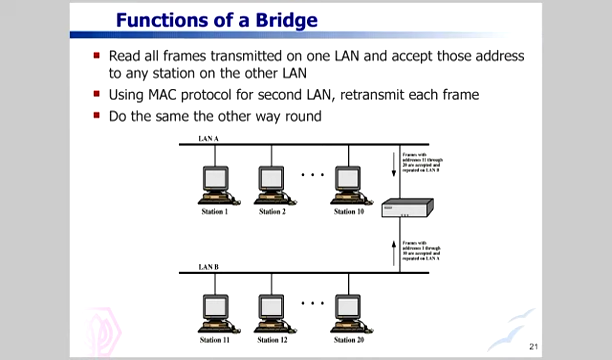 Functions of a Bridge
Read all frames transmitted on one LAN and accept those address
to any station on the other LAN
Using MAC protocol for second LAN, retransmit each frame
Do the same the other way round
LAN A
Frames with
addresses 11 through
20 are accepted and
repeated on LAN B
Station 1
Station 2
Station 10
Frames with
addresses 1 through
10 are accepted and
repeated on LAN A
LAN B
Station 11
Station 12
Station 20
21